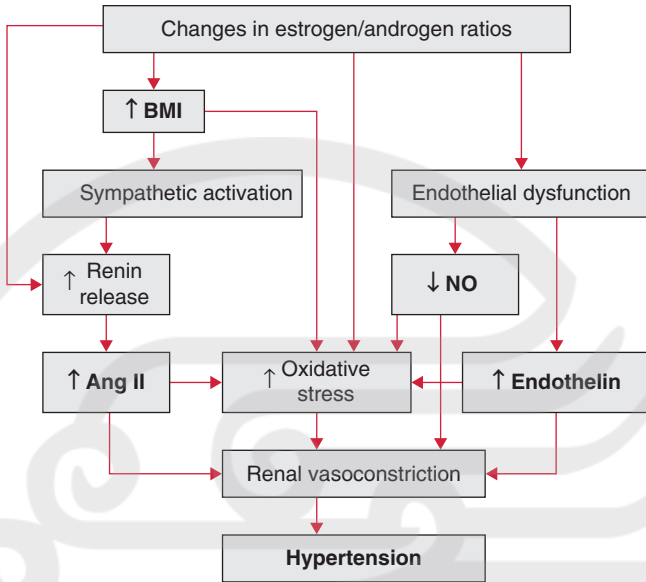 Changes in estrogen/androgen ratios
↑ BMI
Sympathetic activation
Endothelial dysfunction
↑ Renin
release
↓ NO
↑ Ang II
↑ Oxidative
stress
↑ Endothelin
Renal vasoconstriction
Hypertension